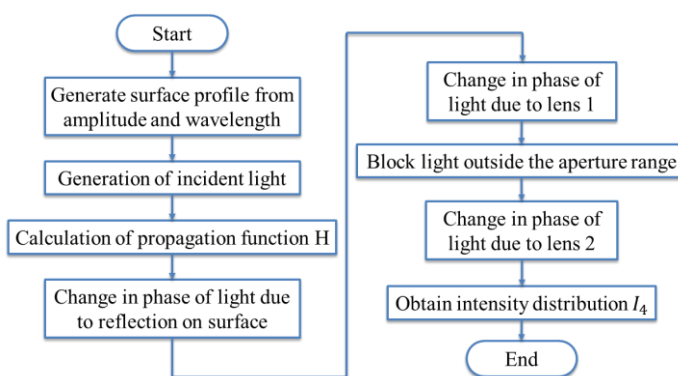 Start
Generate surface profile from
amplitude and wavelength
Generation of incident light
Calculation of propagation function H
Change in phase of light due
to reflection on surface
Change in phase of
light due to lens 1
Block light outside the aperture range
Change in phase of
light due to lens 2
Obtain intensity distribution I₄
End